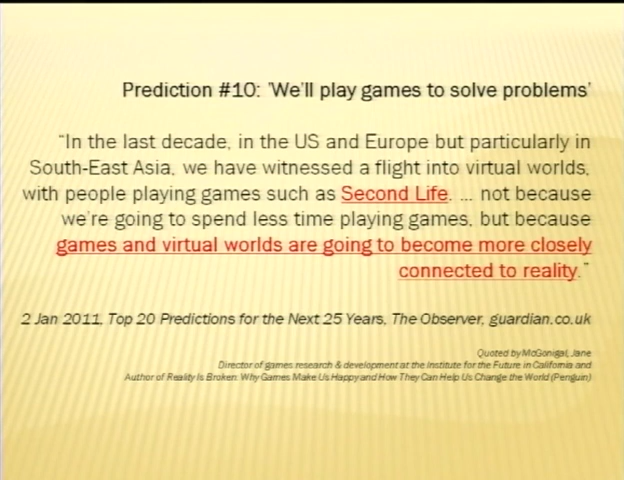 Prediction #10: 'We'll play games to solve problems'
"In the last decade, in the US and Europe but particularly in
South-East Asia, we have witnessed a flight into virtual worlds,
with people playing games such as Second Life. ... not because
we're going to spend less time playing games, but because
games and virtual worlds are going to become more closely
connected to reality."
2 Jan 2011, Top 20 Predictions for the Next 25 Years, The Observer, guardian.co.uk
Quoted by McGonigal, Jane
Director of games research & development at the Institute for the Future in California and
Author of Reality Is Broken: Why Games Make Us Happy and How They Can Help Us Change the World (Penguin)